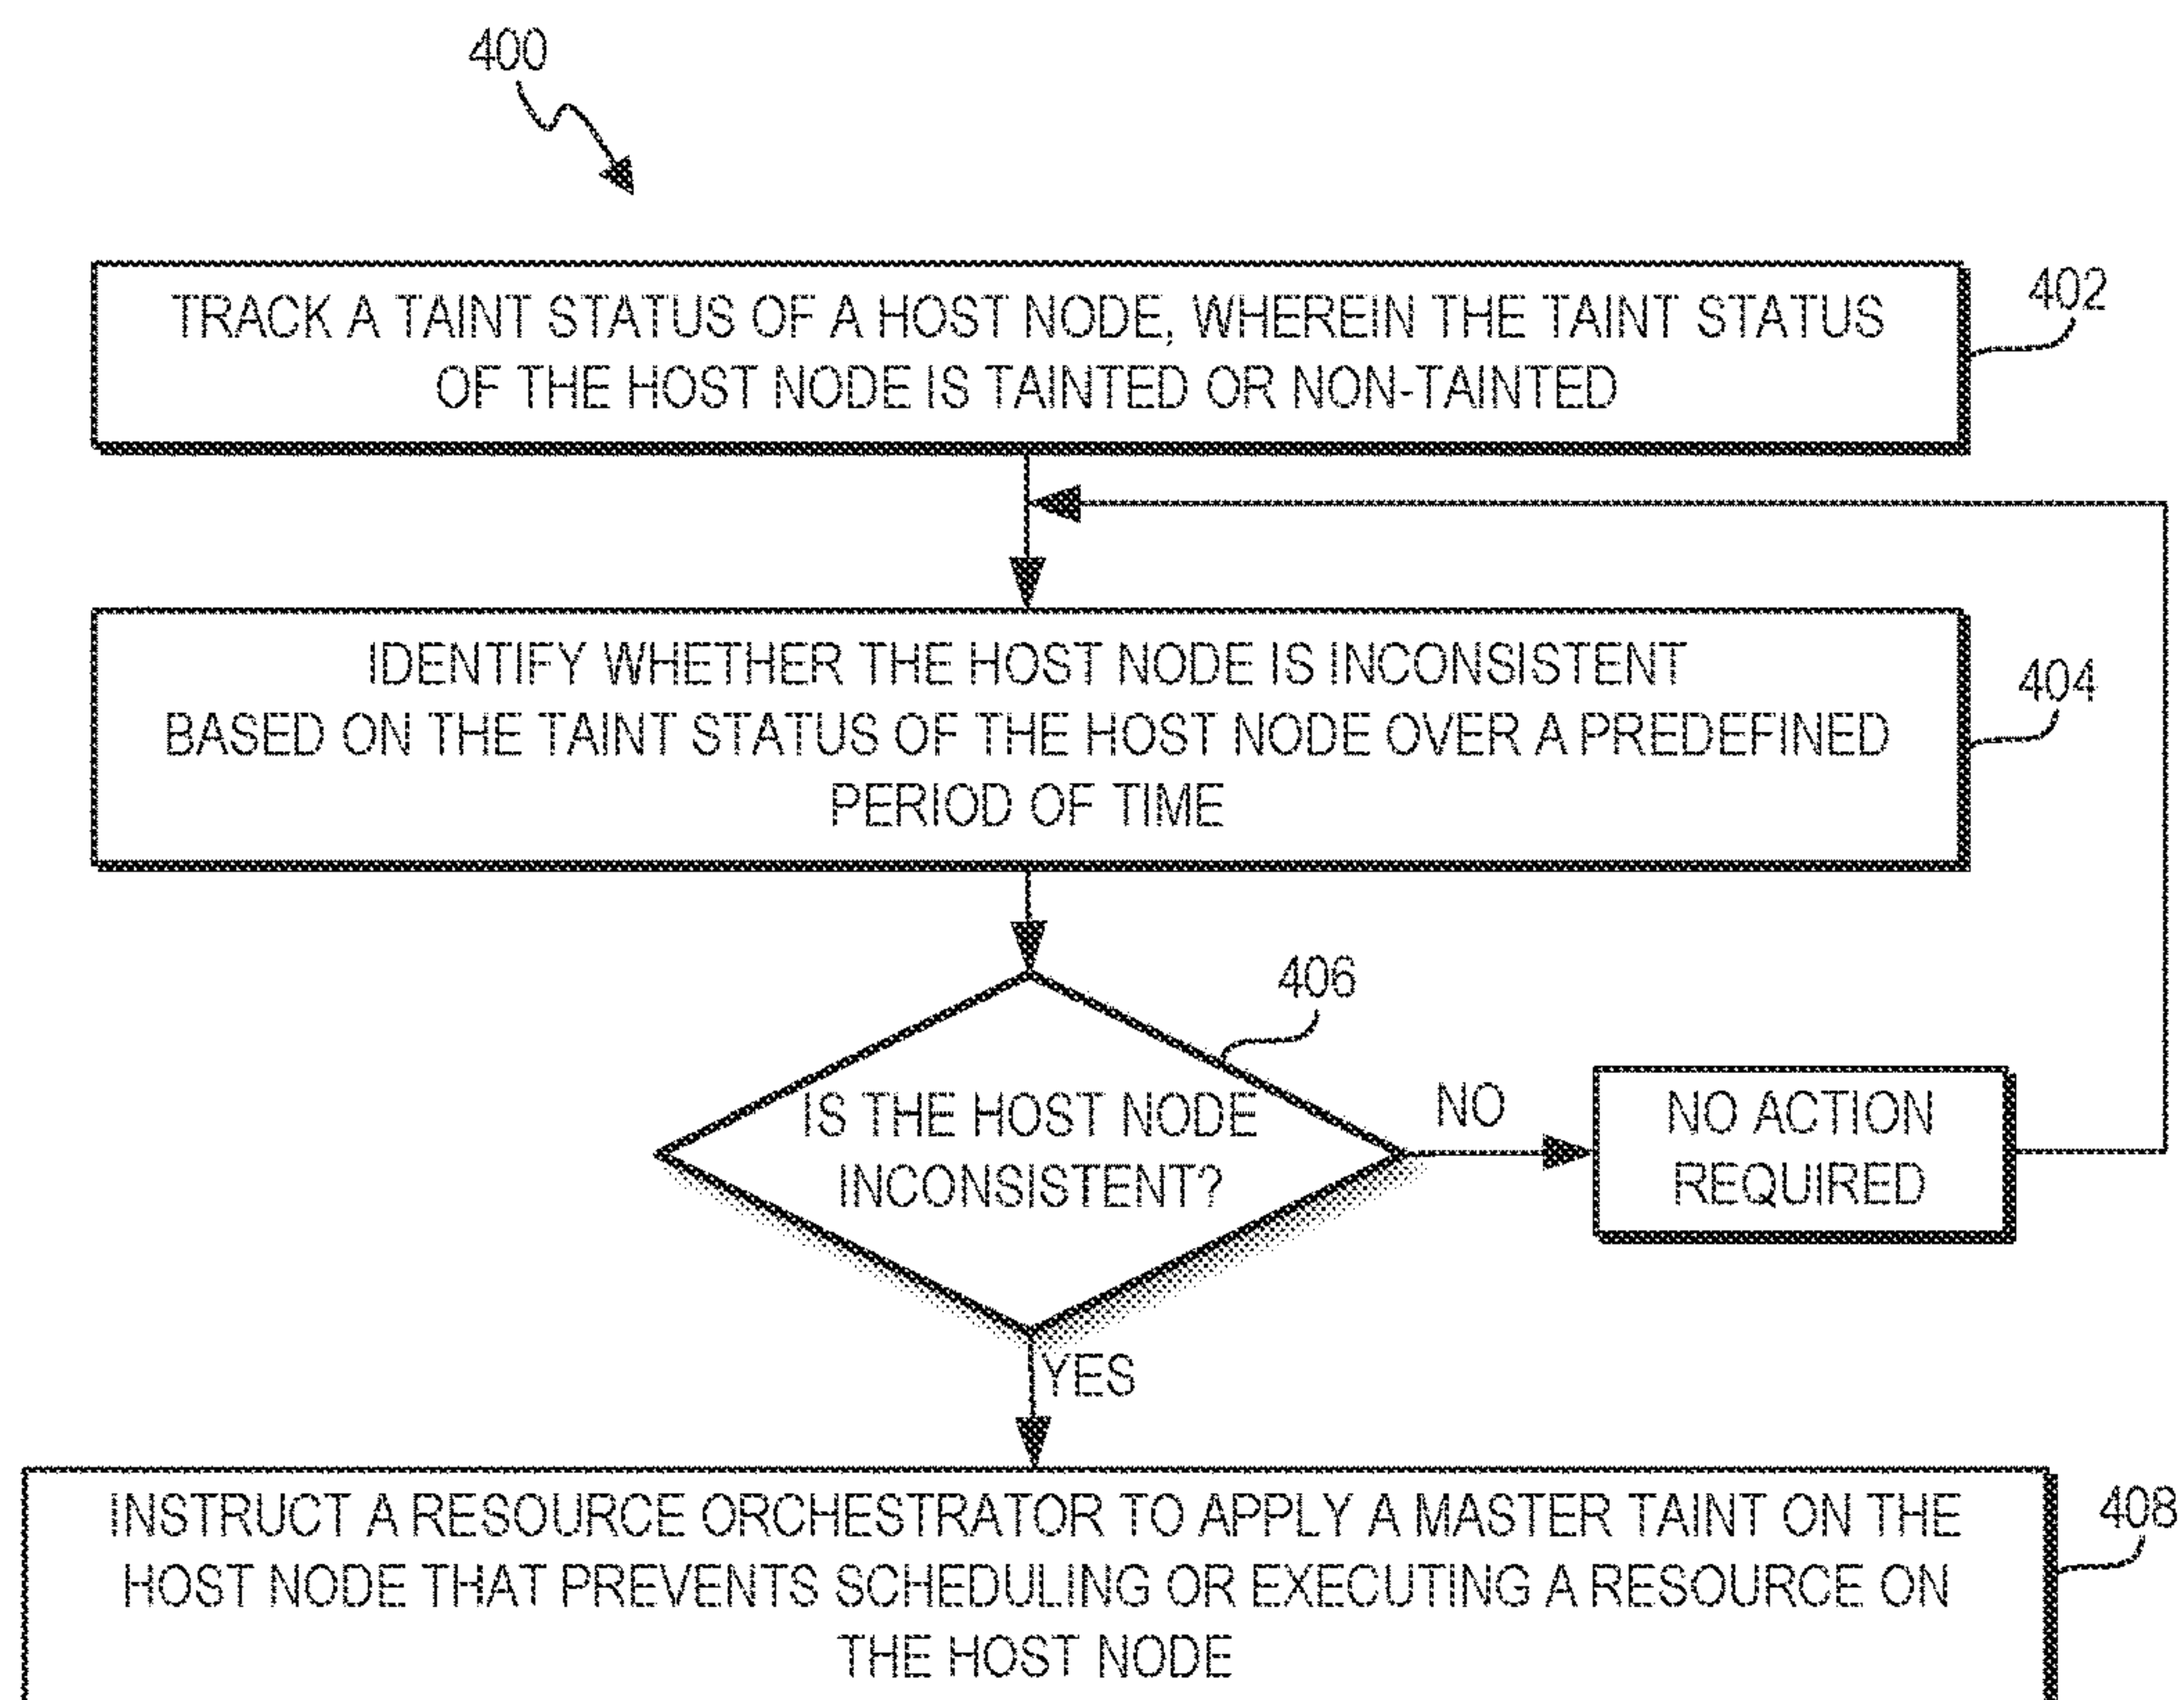 400
TRACK A TAINT STATUS OF A HOST NODE, WHEREIN THE TAINT STATUS
OF THE HOST NODE IS TAINTED OR NON-TAINTED
402
IDENTIFY WHETHER THE HOST NODE IS INCONSISTENT
BASED ON THE TAINT STATUS OF THE HOST NODE OVER A PREDEFINED
PERIOD OF TIME
404
406
IS THE HOST NODE
INCONSISTENT?
NO
NO ACTION
REQUIRED
YES
INSTRUCT A RESOURCE ORCHESTRATOR TO APPLY A MASTER TAINT ON THE
HOST NODE THAT PREVENTS SCHEDULING OR EXECUTING A RESOURCE ON
THE HOST NODE
408